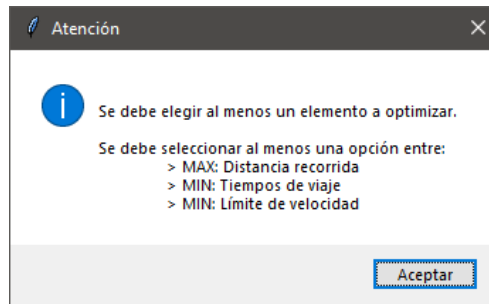 Atención
Se debe elegir al menos un elemento a optimizar.
Se debe seleccionar al menos una opción entre:
> MAX: Distancia recorrida
> MIN: Tiempos de viaje
> MIN: Límite de velocidad
Aceptar